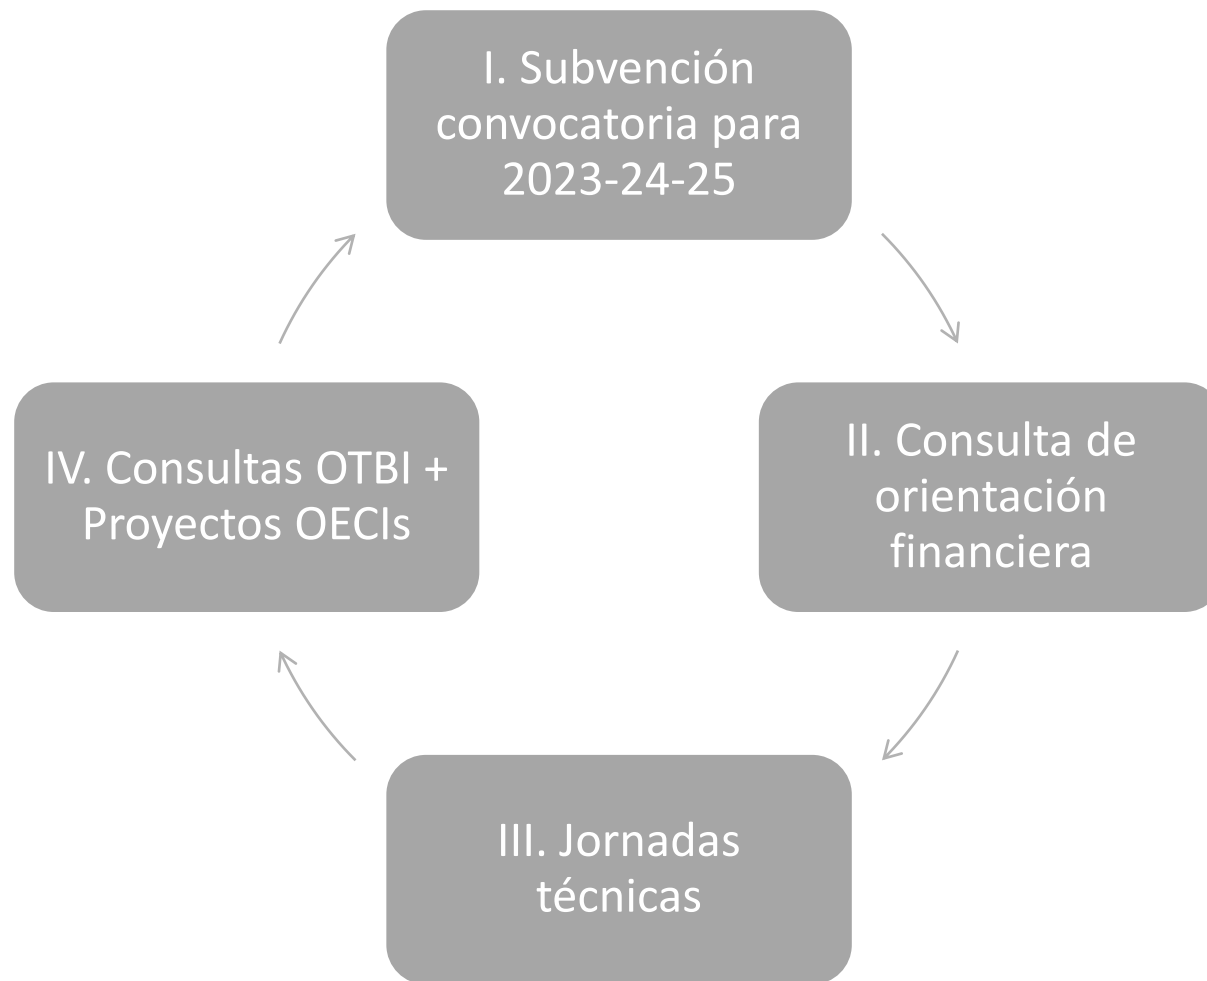 I. Subvención
convocatoria para
2023-24-25
II. Consulta de
orientación
financiera
III. Jornadas
técnicas
IV. Consultas OTBI +
Proyectos OECIs